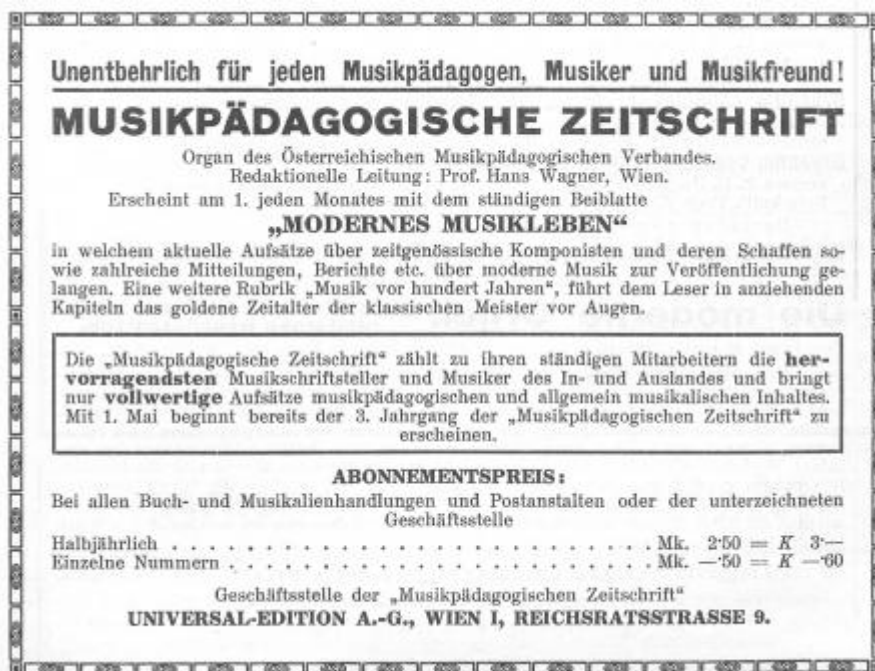 Unentbehrlich für jeden Musikpädagogen, Musiker und Musikfreund!
MUSIKPÄDAGOGISCHE ZEITSCHRIFT
Organ des Österreichischen Musikpädagogischen Verbandes.
Redaktionelle Leitung: Prof. Hans Wagner, Wien.
Erscheint am 1. jeden Monates mit dem ständigen Beiblatte
„MODERNES MUSIKLEBEN“
in welchem aktuelle Aufsätze über zeitgenössische Komponisten und deren Schaffen so-
wie zahlreiche Mitteilungen, Berichte etc. über moderne Musik zur Veröffentlichung ge-
langen. Eine weitere Rubrik „Musik vor hundert Jahren“, führt dem Leser in anziehenden
Kapiteln das goldene Zeitalter der klassischen Meister vor Augen.
Die „Musikpädagogische Zeitschrift“ zählt zu ihren ständigen Mitarbeitern die her-
vorragendsten Musikschriftsteller und Musiker des In- und Auslandes und bringt
nur vollwertige Aufsätze musikpädagogischen und allgemein musikalischen Inhaltes.
Mit 1. Mai beginnt bereits der 3. Jahrgang der „Musikpädagogischen Zeitschrift“ zu
erscheinen.
ABONNEMENTSPREIS:
Bei allen Buch- und Musikalienhandlungen und Postanstalten oder der unterzeichneten
Geschäftsstelle
Halbjährlich . . . . . . . . . . . . . . . . . . . . . . . . . Mk. 2·50 = K 3·—
Einzelne Nummern . . . . . . . . . . . . . . . . . . . . . . Mk. —·50 = K —·60
Geschäftsstelle der „Musikpädagogischen Zeitschrift“
UNIVERSAL-EDITION A.-G., WIEN I, REICHSRATSSTRASSE 9.